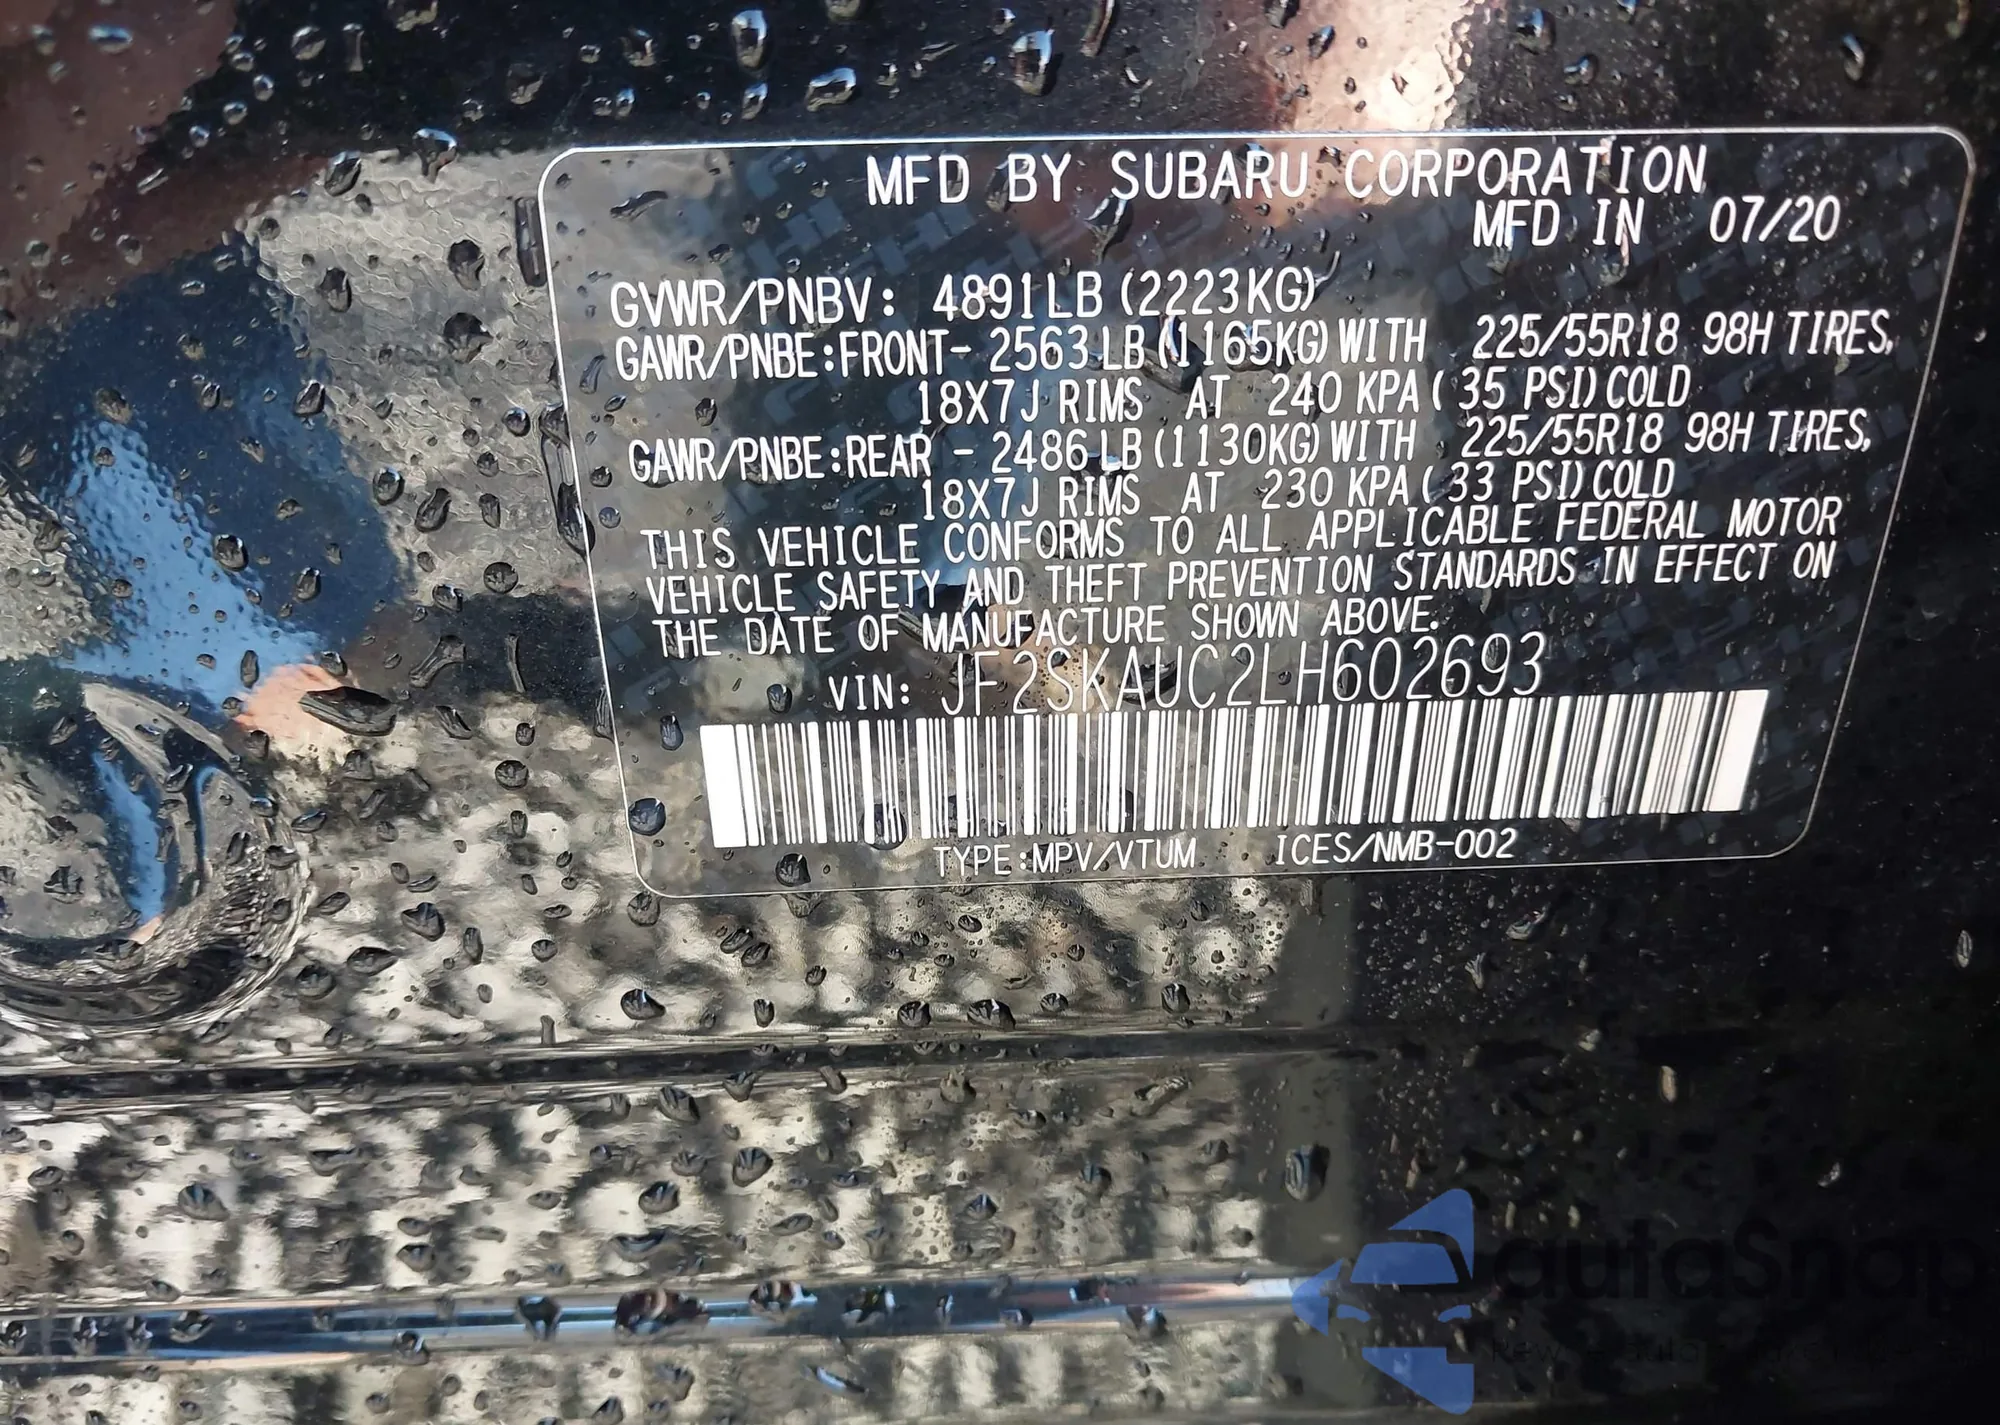 MFD BY SUBARU CORPORATION
MFD IN 07/20
GVWR/PNBV: 4891LB (2223KG)
GAWR/PNBE:FRONT- 2563 LB (1165KG) WITH 225/55R18 98H TIRES,
18X7J RIMS AT 240 KPA ( 35 PSI) COLD
GAWR/PNBE:REAR - 2486 LB (1130KG) WITH 225/55R18 98H TIRES,
18X7J RIMS AT 230 KPA ( 33 PSI) COLD
THIS VEHICLE CONFORMS TO ALL APPLICABLE FEDERAL MOTOR
VEHICLE SAFETY AND THEFT PREVENTION STANDARDS IN EFFECT ON
THE DATE OF MANUFACTURE SHOWN ABOVE.
VIN: JF2SKAUC2LH602693
TYPE:MPV/VTUM ICES/NMB-002
autaSnap